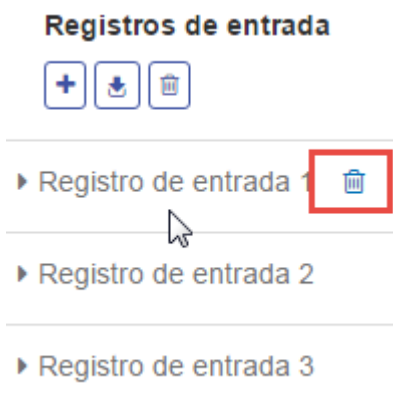 Registros de entrada
Registro de entrada 1
Registro de entrada 2
Registro de entrada 3